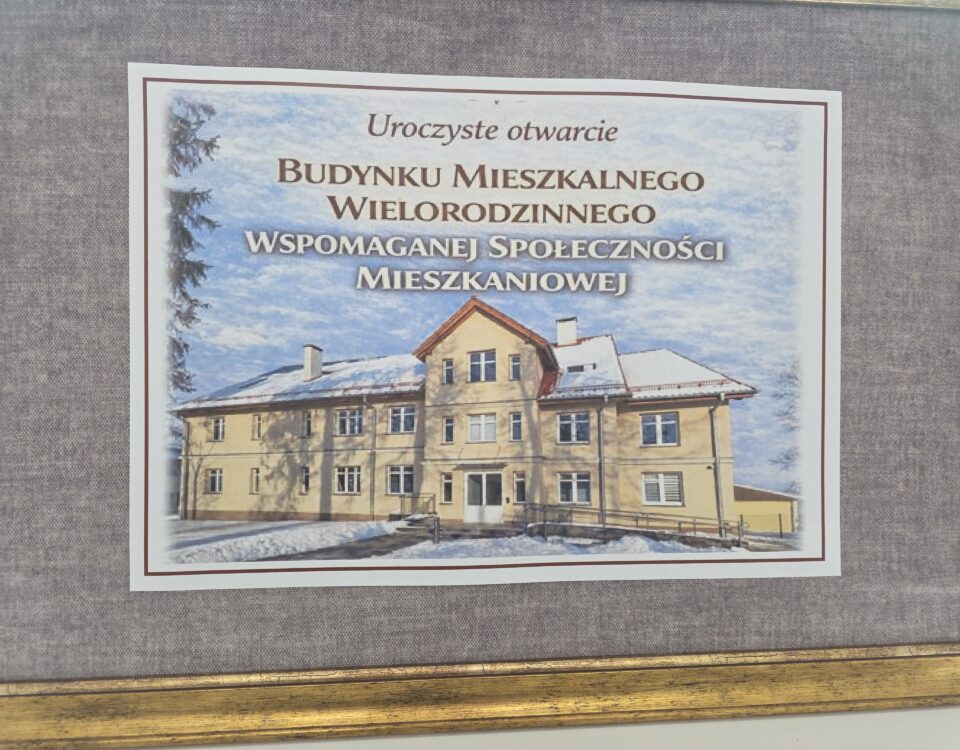 Uroczyste otwarcie
BUDYNKU MIESZKALNEGO
WIELORODZINNEGO
WSPOMAGANEJ SPOŁECZNOŚCI
MIESZKANIOWEJ